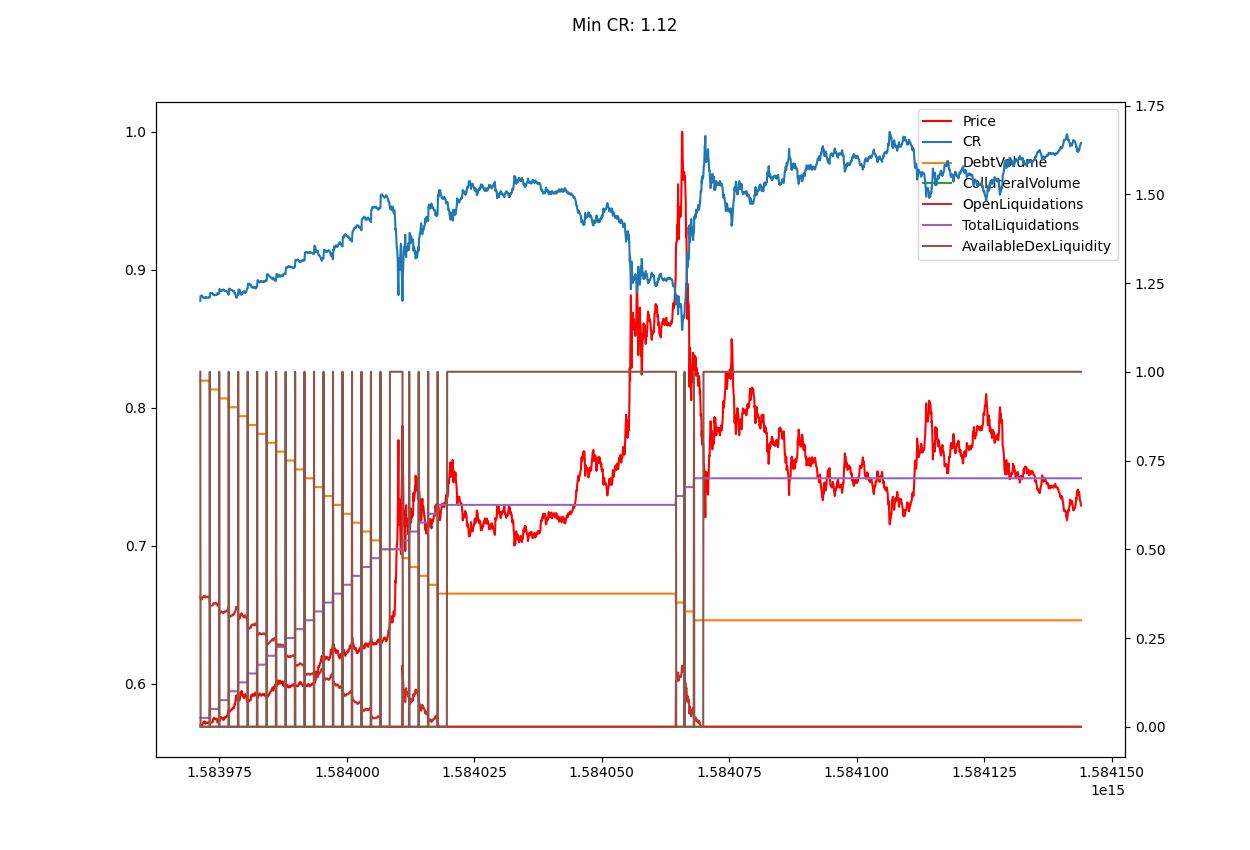 Min CR: 1.12
1.0
0.9
0.8
0.7
0.6
1.75
1.50
1.25
1.00
0.75
0.50
0.25
0.00
Price
CR
DebtVolume
CollateralVolume
OpenLiquidations
TotalLiquidations
AvailableDexLiquidity
1.583975 1.584000 1.584025 1.584050 1.584075 1.584100 1.584125 1.584150
1e15